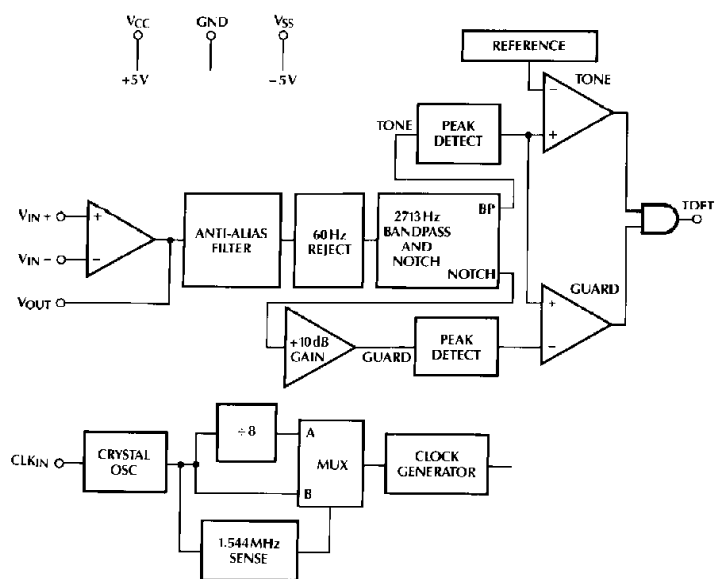 VCC GND VSS
+5V -5V
REFERENCE
TONE
−
+
TONE
PEAK
DETECT
VIN +
+
VIN −
−
VOUT
ANTI-ALIAS
FILTER
60 Hz
REJECT
2713 Hz
BANDPASS
AND
NOTCH
BP
NOTCH
TDET
GUARD
+
−
+10 dB
GAIN
GUARD
PEAK
DETECT
CLKIN
CRYSTAL
OSC
÷8
A
B
MUX
CLOCK
GENERATOR
1.544 MHz
SENSE